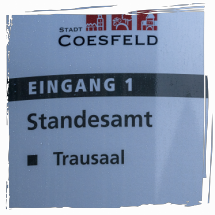 STADT
COESFELD
EINGANG 1
Standesamt
Trausaal